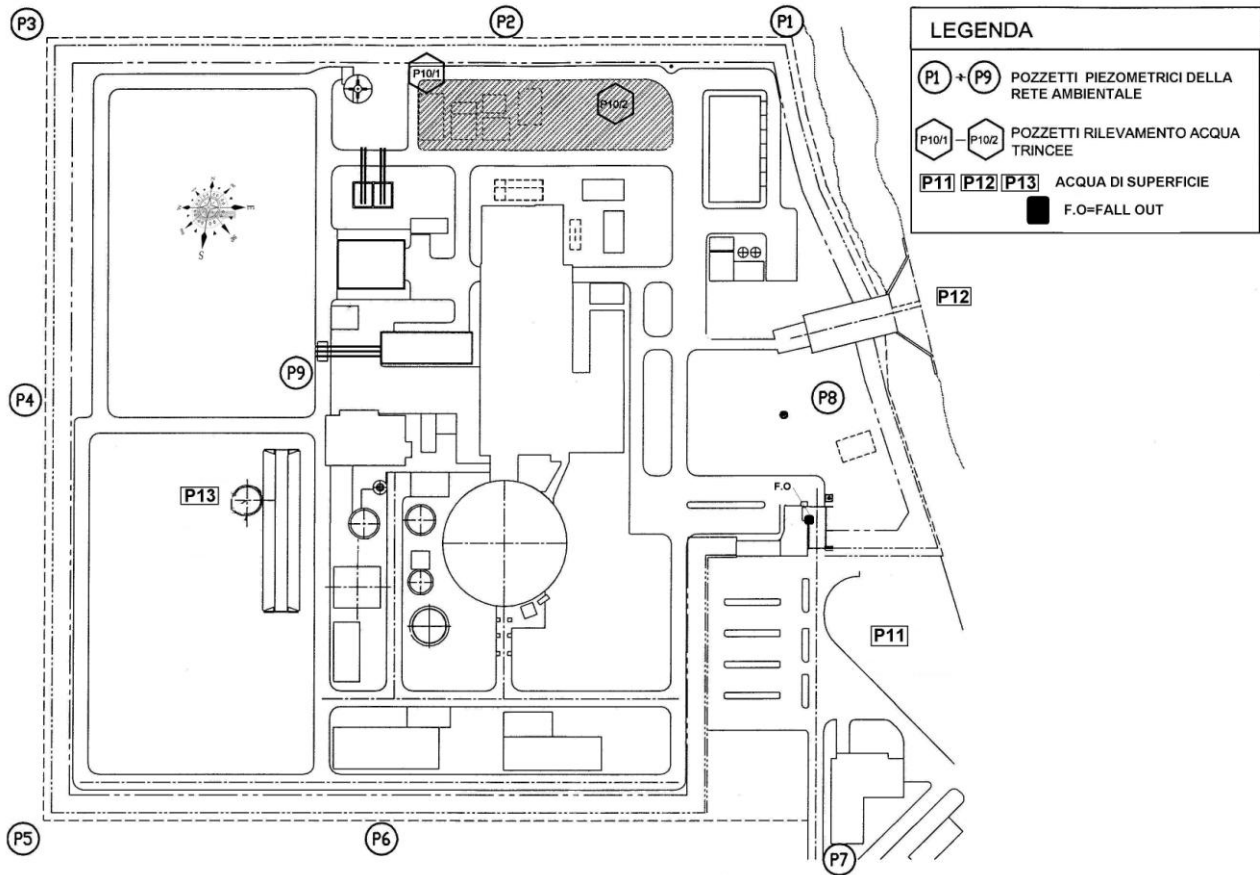 P3
P2
P1
LEGENDA
P1 P9 POZZETTI PIEZOMETRICI DELLA
RETE AMBIENTALE
P10/1 — P10/2 POZZETTI RILEVAMENTO ACQUA
TRINCEE
P11 P12 P13 ACQUA DI SUPERFICIE
F.O=FALL OUT
P10/1
P10/2
S
P12
P9
P4
P8
P13
F.O
P11
P5
P6
P7